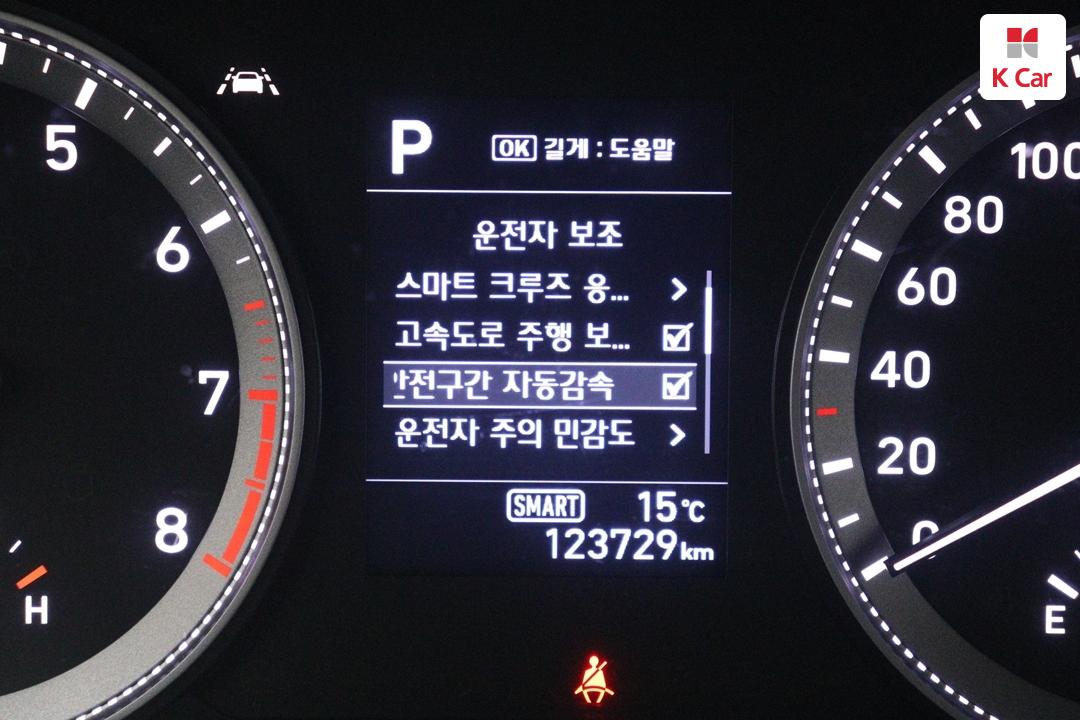 K Car
5
6
7
8
H
P
OK 길게 : 도움말
운전자 보조
스마트 크루즈 응...
고속도로 주행 보...
전구간 자동감속
운전자 주의 민감도
SMART 15°C
123729km
100
80
60
40
20
0
E